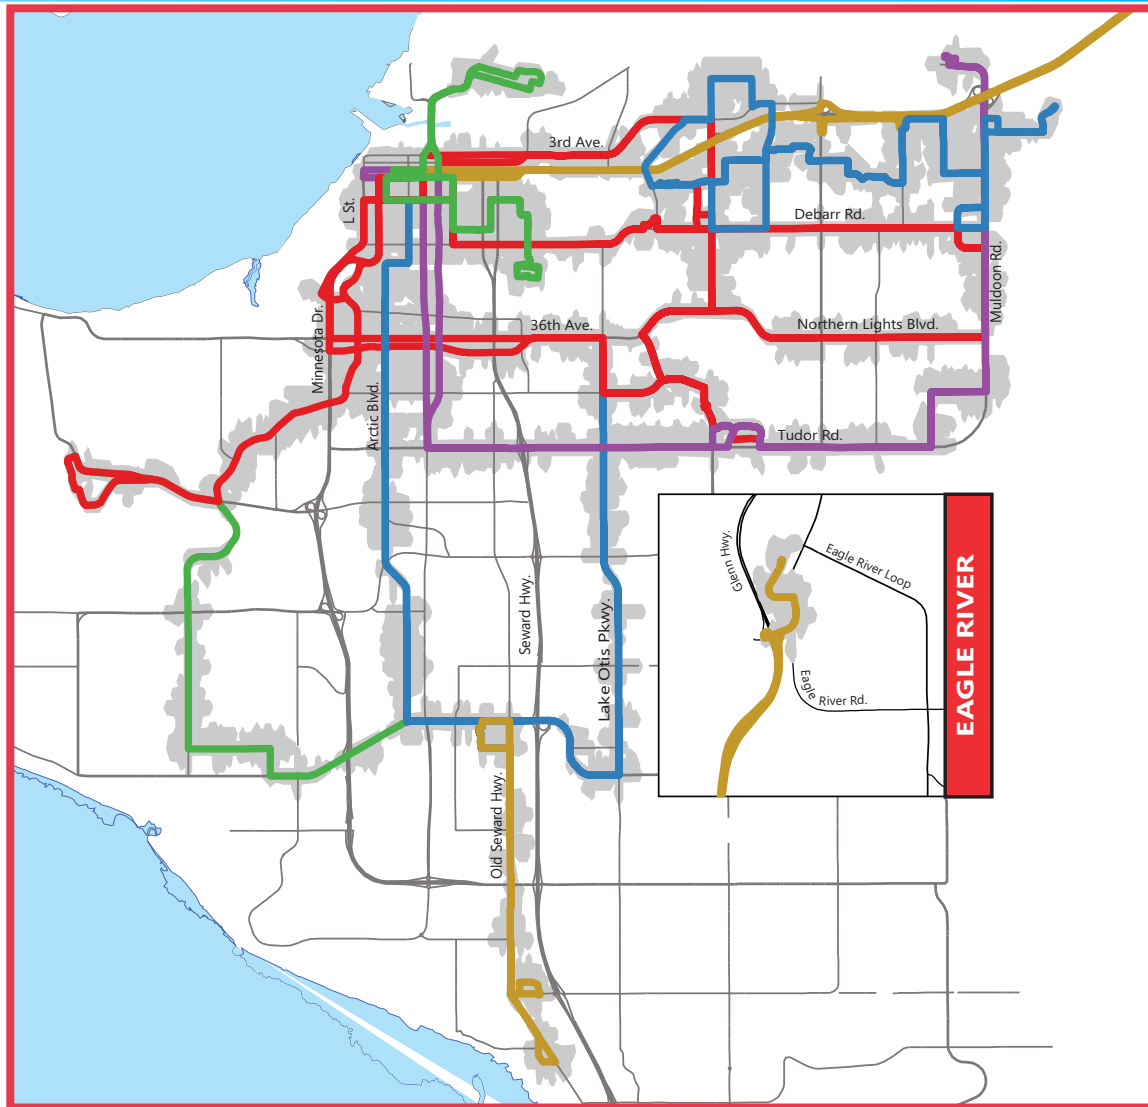 3rd Ave.
L St.
Debarr Rd.
Muldoon Rd.
Minnesota Dr.
36th Ave.
Northern Lights Blvd.
Arctic Blvd.
Tudor Rd.
Glenn Hwy.
Eagle River Loop
EAGLE RIVER
Seward Hwy.
Lake Otis Pkwy.
Eagle River Rd.
Old Seward Hwy.